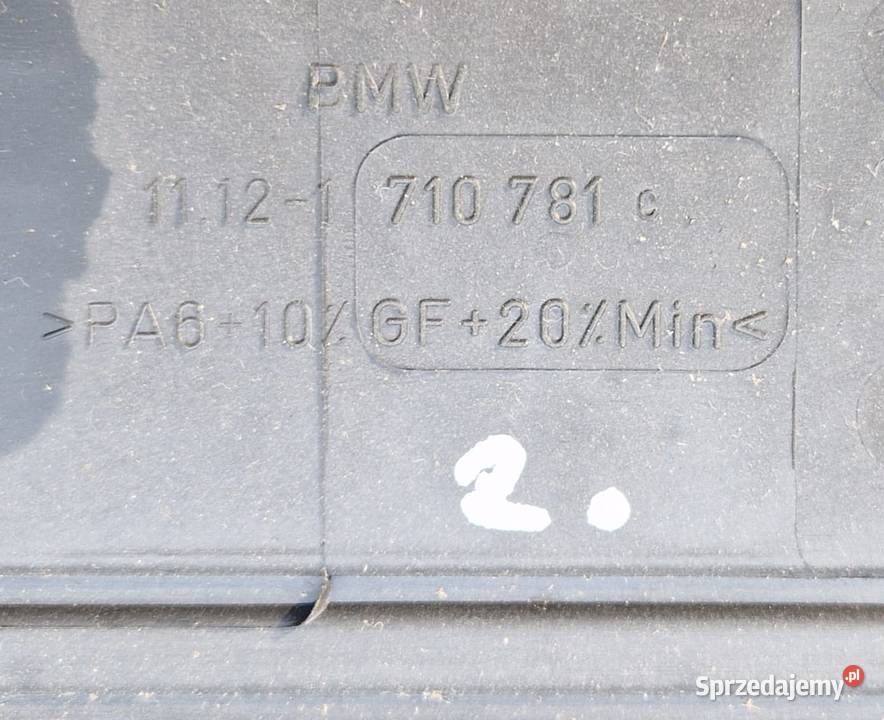 BMW
11.12-1 710 781 c
>PA6+10%GF+20%Min<
2.
Sprzedajemy.pl